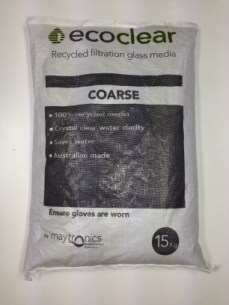 ecoclear
Recycled filtration glass media
COARSE
• 100% recycled media
• Crystal clear water clarity
• Saves water
• Australian made
Ensure gloves are worn
by maytronics
15Kg